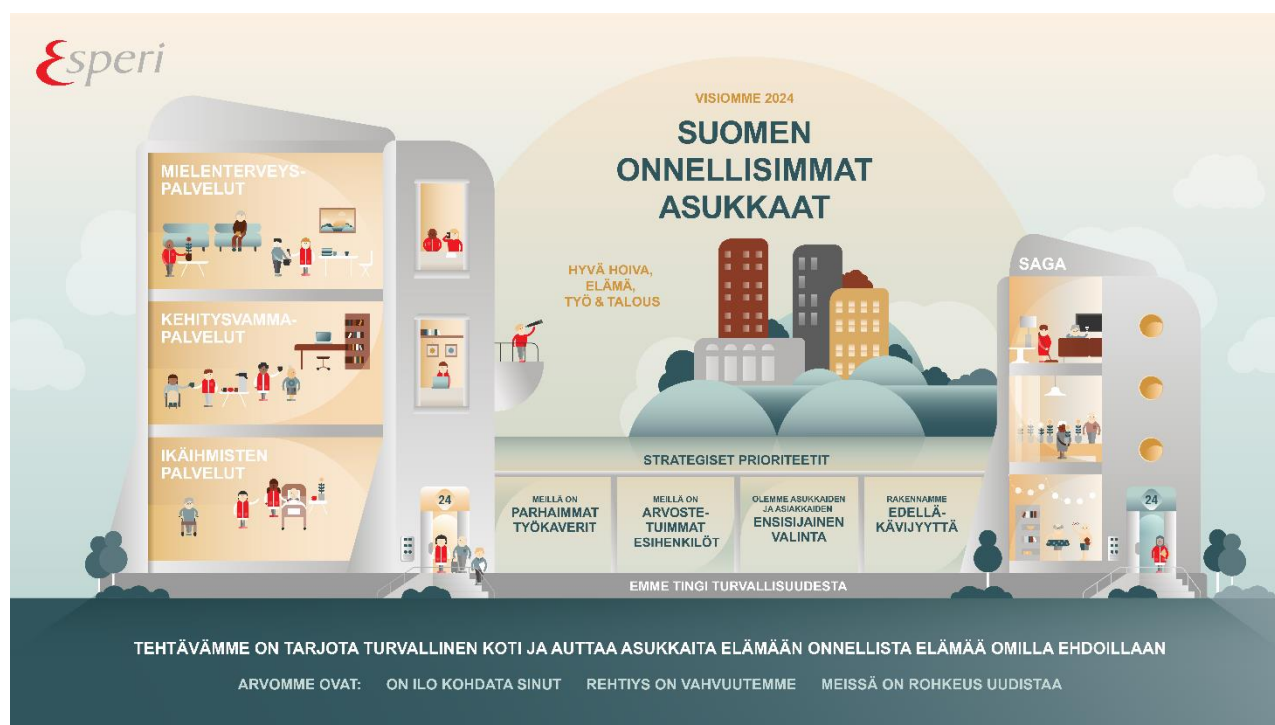 Esperi
VISIOMME 2024
SUOMEN
ONNELLISIMMAT
ASUKKAAT
HYVÄ HOIVA,
ELÄMÄ,
TYÖ & TALOUS
MIELENTERVEYS-
PALVELUT
KEHITYSVAMMA-
PALVELUT
IKÄIHMISTEN
PALVELUT
24
SAGA
24
STRATEGISET PRIORITEETIT
MEILLÄ ON
PARHAIMMAT
TYÖKAVERIT
MEILLÄ ON
ARVOSTE-
TUIMMAT
ESIHENKILÖT
OLEMME ASUKKAIDEN
JA ASIAKKAIDEN
ENSISIJAINEN
VALINTA
RAKENNAMME
EDELLÄ-
KÄVIJYYTTÄ
EMME TINGI TURVALLISUUDESTA
TEHTÄVÄMME ON TARJOTA TURVALLINEN KOTI JA AUTTAA ASUKKAITA ELÄMÄÄN ONNELLISTA ELÄMÄÄ OMILLA EHDOILLAAN
ARVOMME OVAT: ON ILO KOHDATA SINUT REHTIYS ON VAHVUUTEMME MEISSÄ ON ROHKEUS UUDISTAA